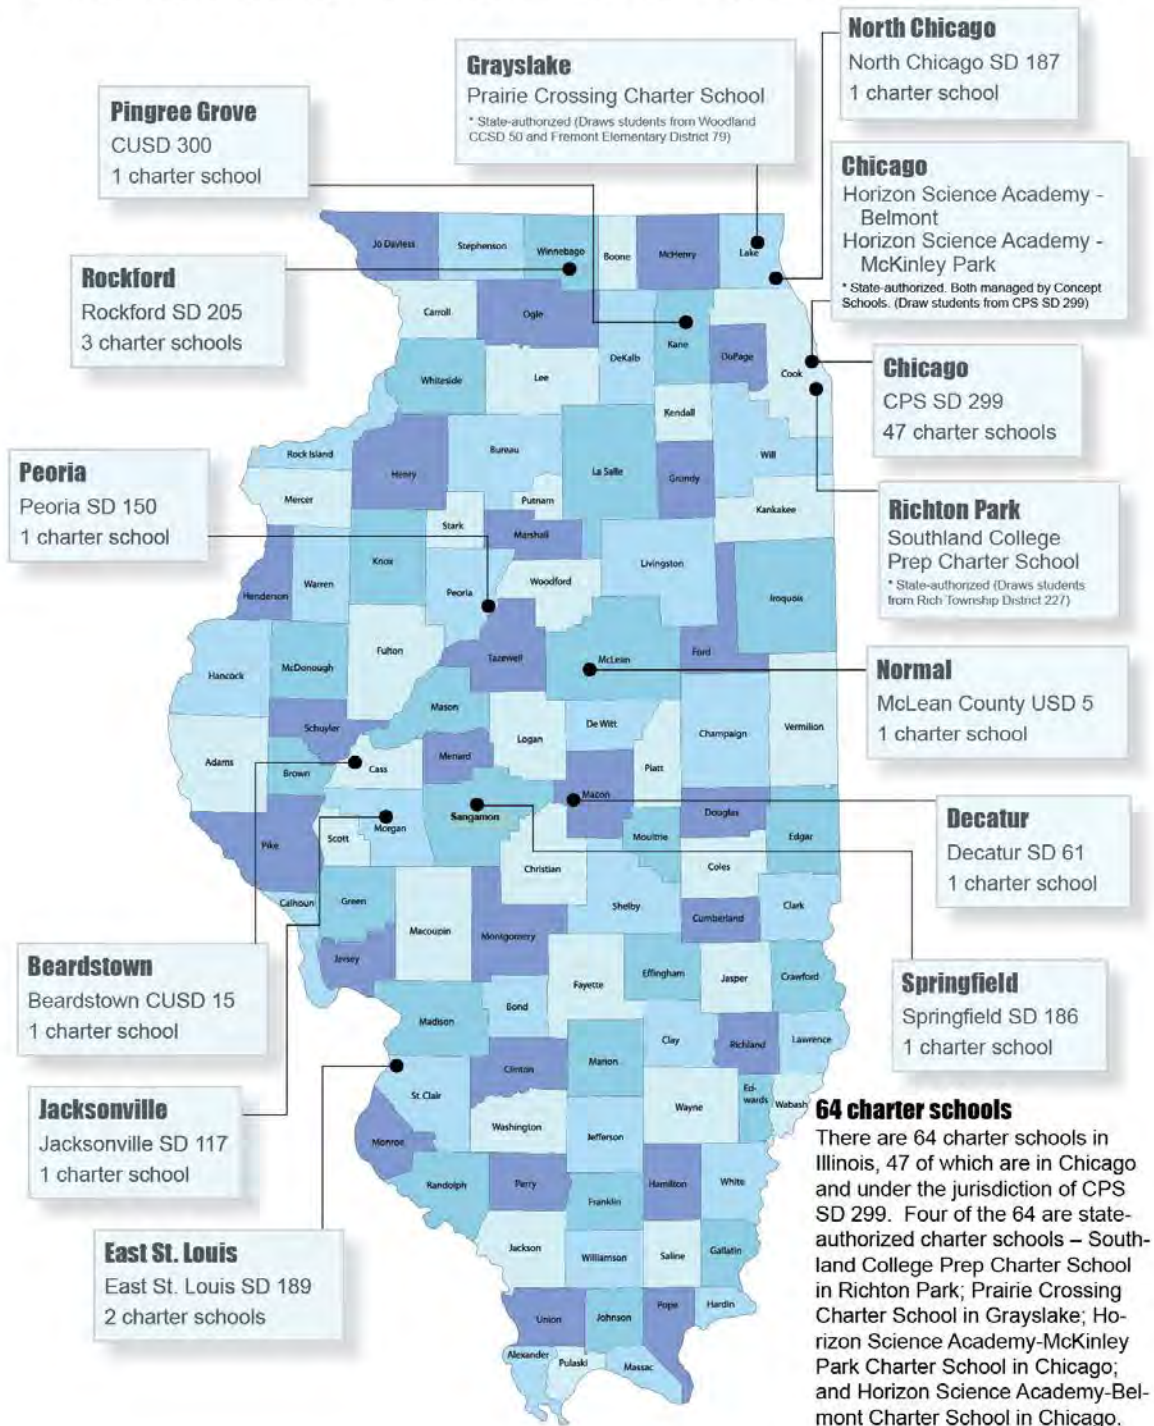 North Chicago
North Chicago SD 187
1 charter school
Grayslake
Prairie Crossing Charter School
* State-authorized (Draws students from Woodland
CCSD 50 and Fremont Elementary District 79)
Pingree Grove
CUSD 300
1 charter school
Chicago
Horizon Science Academy -
Belmont
Horizon Science Academy -
McKinley Park
* State-authorized. Both managed by Concept
Schools. (Draw students from CPS SD 299)
Rockford
Rockford SD 205
3 charter schools
Chicago
CPS SD 299
47 charter schools
Peoria
Peoria SD 150
1 charter school
Richton Park
Southland College
Prep Charter School
* State-authorized (Draws students
from Rich Township District 227)
Normal
McLean County USD 5
1 charter school
Decatur
Decatur SD 61
1 charter school
Beardstown
Beardstown CUSD 15
1 charter school
Springfield
Springfield SD 186
1 charter school
Jacksonville
Jacksonville SD 117
1 charter school
East St. Louis
East St. Louis SD 189
2 charter schools
Jo Daviess
Stephenson
Winnebago
Boone
McHenry
Lake
Carroll
Ogle
DeKalb
Kane
DuPage
Cook
Whiteside
Lee
Kendall
Rock Island
Henry
Bureau
La Salle
Grundy
Will
Mercer
Putnam
Kankakee
Stark
Marshall
Knox
Livingston
Henderson
Warren
Peoria
Woodford
Iroquois
Hancock
McDonough
Fulton
Tazewell
McLean
Ford
Mason
Schuyler
Logan
De Witt
Champaign
Vermilion
Adams
Brown
Cass
Menard
Piatt
Macon
Pike
Scott
Morgan
Sangamon
Moultrie
Douglas
Edgar
Christian
Coles
Calhoun
Green
Macoupin
Montgomery
Shelby
Cumberland
Clark
Jersey
Fayette
Effingham
Jasper
Crawford
Madison
Bond
Clay
Richland
Lawrence
Clinton
Marion
St. Clair
Wayne
Ed-
wards
Wabash
Monroe
Washington
Jefferson
Randolph
Perry
Hamilton
White
Franklin
Jackson
Williamson
Saline
Gallatin
Union
Johnson
Pope
Hardin
Alexander
Pulaski
Massac
64 charter schools
There are 64 charter schools in
Illinois, 47 of which are in Chicago
and under the jurisdiction of CPS
SD 299. Four of the 64 are state-
authorized charter schools – South-
land College Prep Charter School
in Richton Park; Prairie Crossing
Charter School in Grayslake; Ho-
rizon Science Academy-McKinley
Park Charter School in Chicago;
and Horizon Science Academy-Bel-
mont Charter School in Chicago.